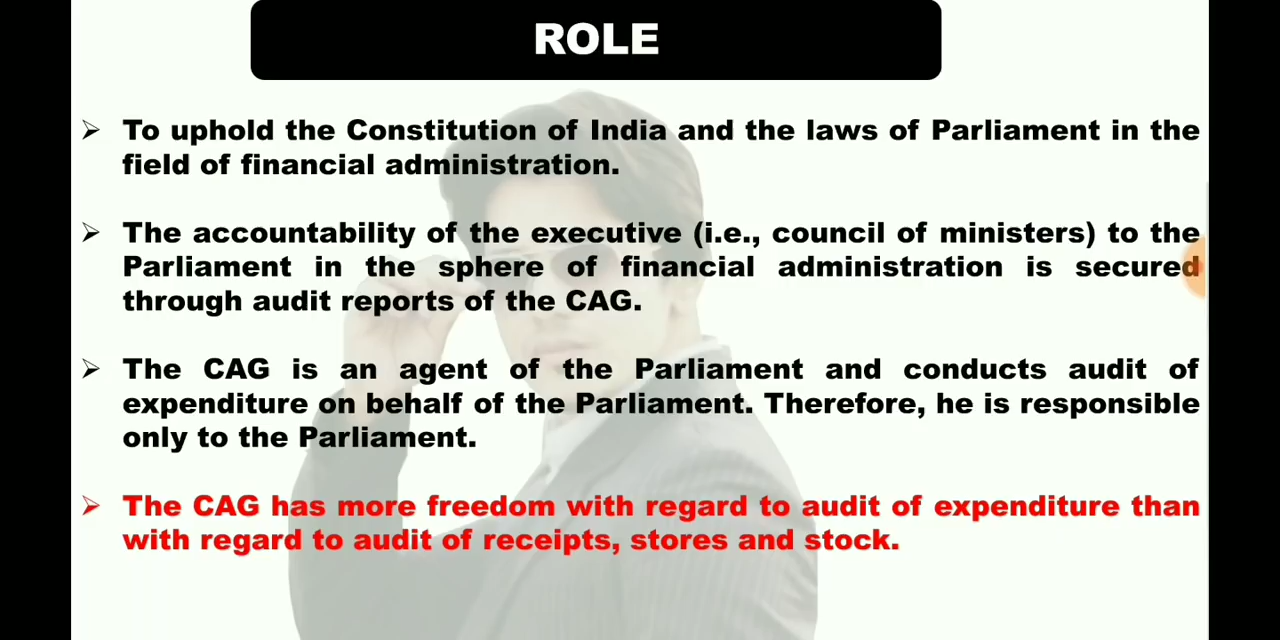 ROLE
➢ To uphold the Constitution of India and the laws of Parliament in the
field of financial administration.
➢ The accountability of the executive (i.e., council of ministers) to the
Parliament in the sphere of financial administration is secured
through audit reports of the CAG.
➢ The CAG is an agent of the Parliament and conducts audit of
expenditure on behalf of the Parliament. Therefore, he is responsible
only to the Parliament.
➢ The CAG has more freedom with regard to audit of expenditure than
with regard to audit of receipts, stores and stock.